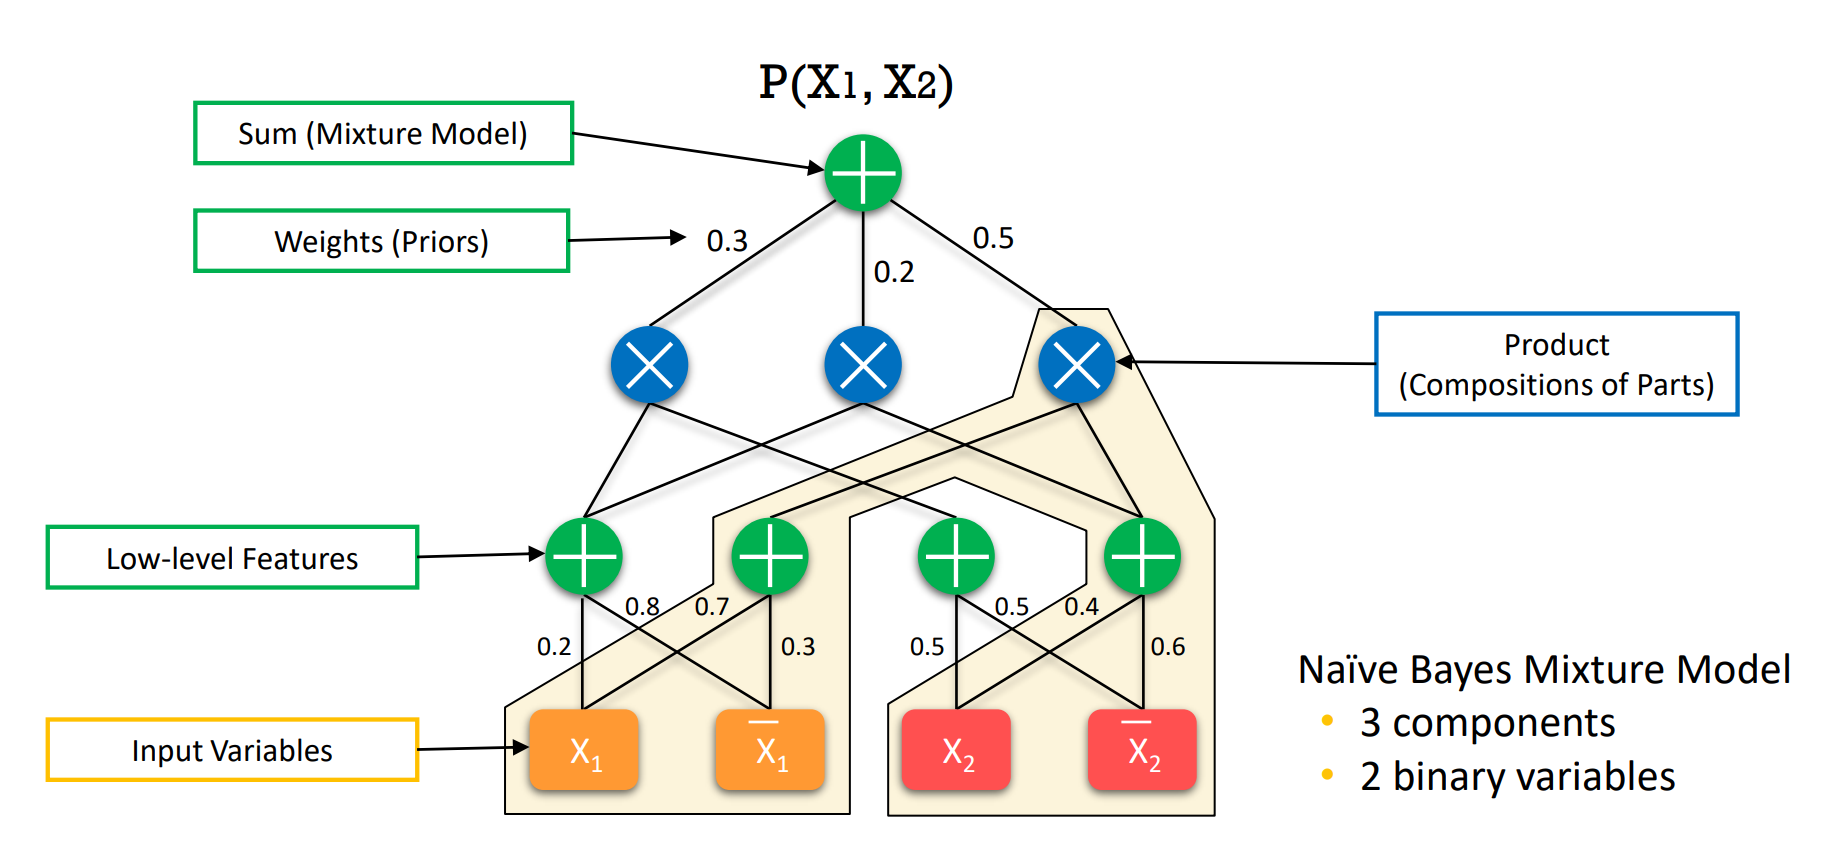 P(X1, X2)
Sum (Mixture Model)
Weights (Priors)
0.3
0.5
0.2
Product
(Compositions of Parts)
Low-level Features
0.8
0.7
0.5
0.4
0.2
0.3
0.5
0.6
Naïve Bayes Mixture Model
• 3 components
• 2 binary variables
Input Variables
X₁
X̅₁
X₂
X̅₂